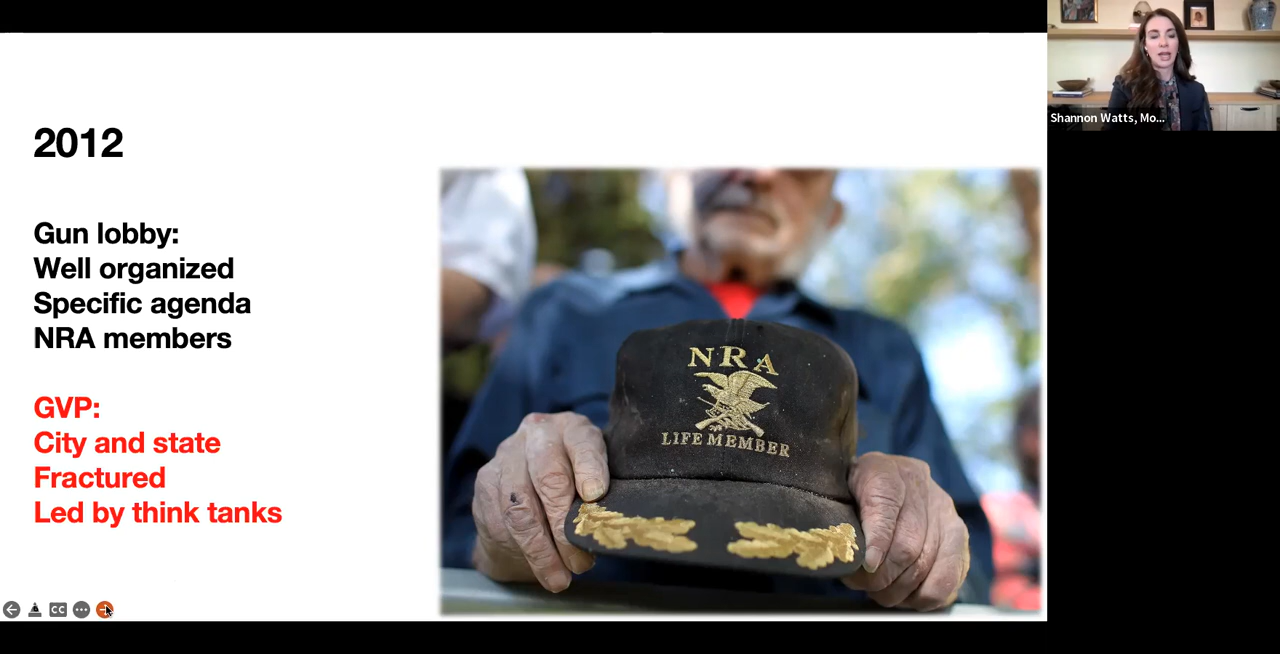 2012
Gun lobby:
Well organized
Specific agenda
NRA members
GVP:
City and state
Fractured
Led by think tanks
NRA
LIFE MEMBER
Shannon Watts, Mo...
CC